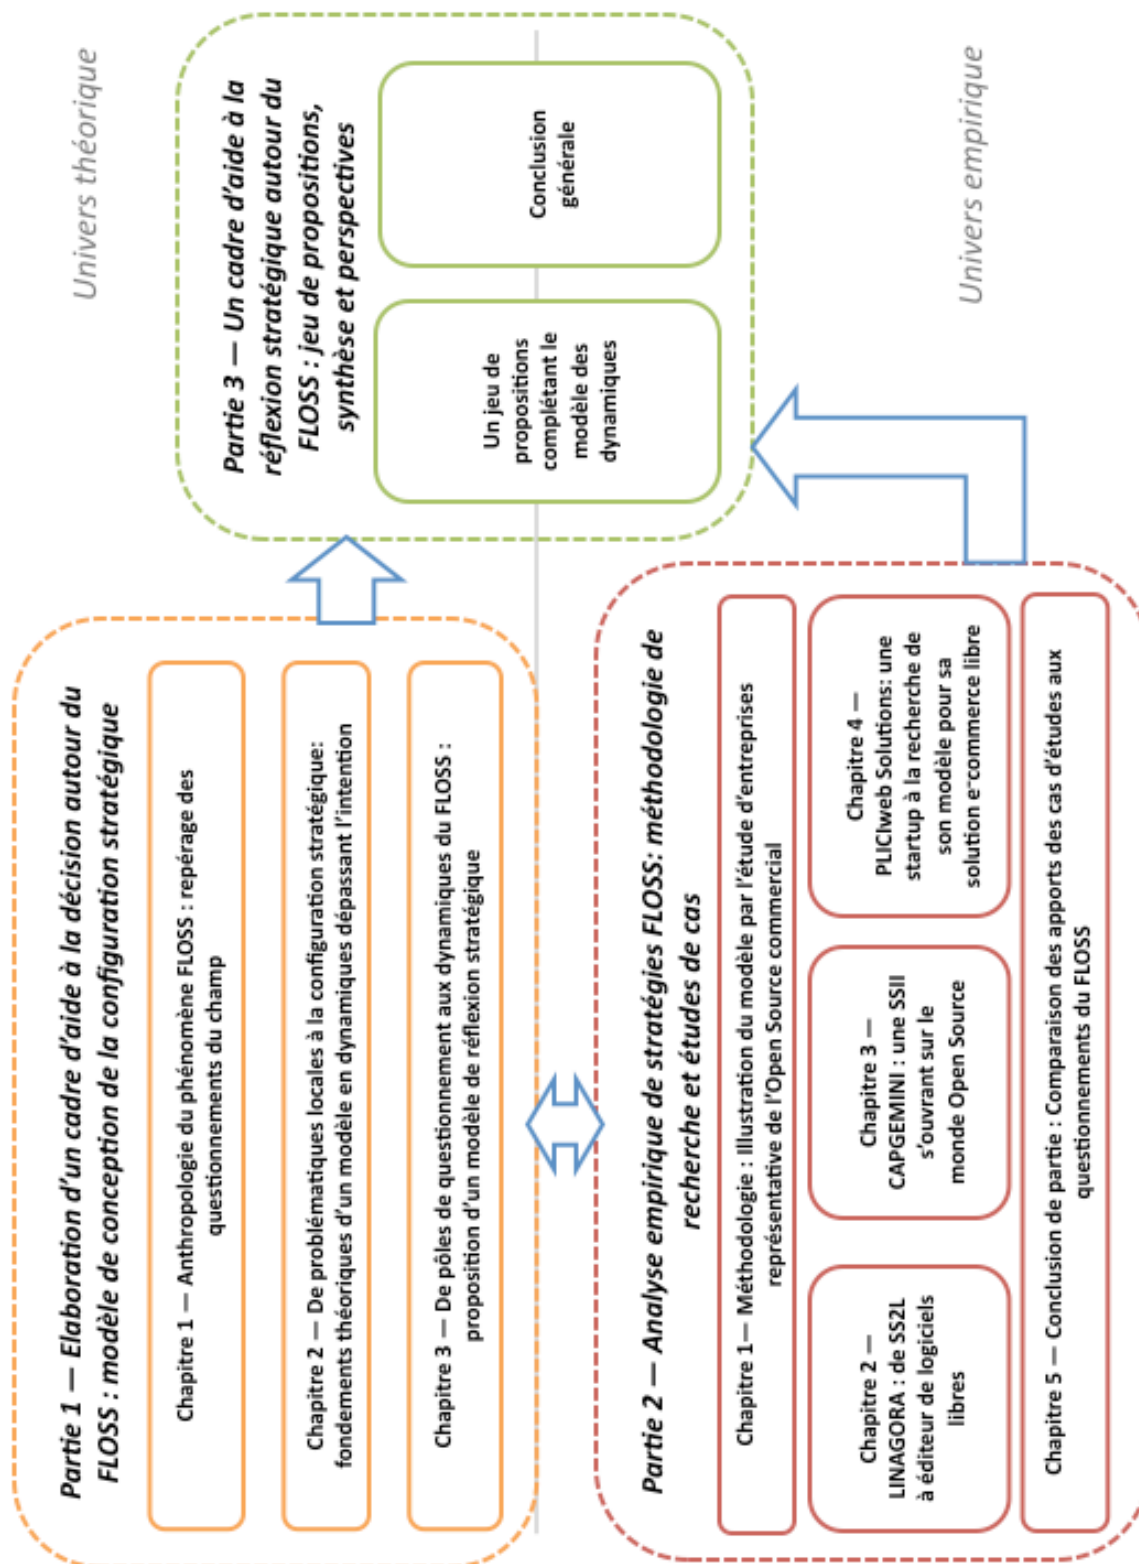 Univers théorique
Partie 1 — Elaboration d'un cadre d'aide à la décision autour du
FLOSS : modèle de conception de la configuration stratégique
Chapitre 1 — Anthropologie du phénomène FLOSS : repérage des
questionnements du champ
Chapitre 2 — De problématiques locales à la configuration stratégique:
fondements théoriques d'un modèle en dynamiques dépassant l'intention
Chapitre 3 — De pôles de questionnement aux dynamiques du FLOSS :
proposition d'un modèle de réflexion stratégique
Partie 2 — Analyse empirique de stratégies FLOSS: méthodologie de
recherche et études de cas
Chapitre 1— Méthodologie : Illustration du modèle par l'étude d'entreprises
représentative de l'Open Source commercial
Chapitre 2 —
LINAGORA : de SS2L
à éditeur de logiciels
libres
Chapitre 3 —
CAPGEMINI : une SSII
s'ouvrant sur le
monde Open Source
Chapitre 4 —
PLICIweb Solutions: une
startup à la recherche de
son modèle pour sa
solution e-commerce libre
Chapitre 5 — Conclusion de partie : Comparaison des apports des cas d'études aux
questionnements du FLOSS
Partie 3 — Un cadre d'aide à la
réflexion stratégique autour du
FLOSS : jeu de propositions,
synthèse et perspectives
Un jeu de
propositions
complétant le
modèle des
dynamiques
Conclusion
générale
Univers empirique